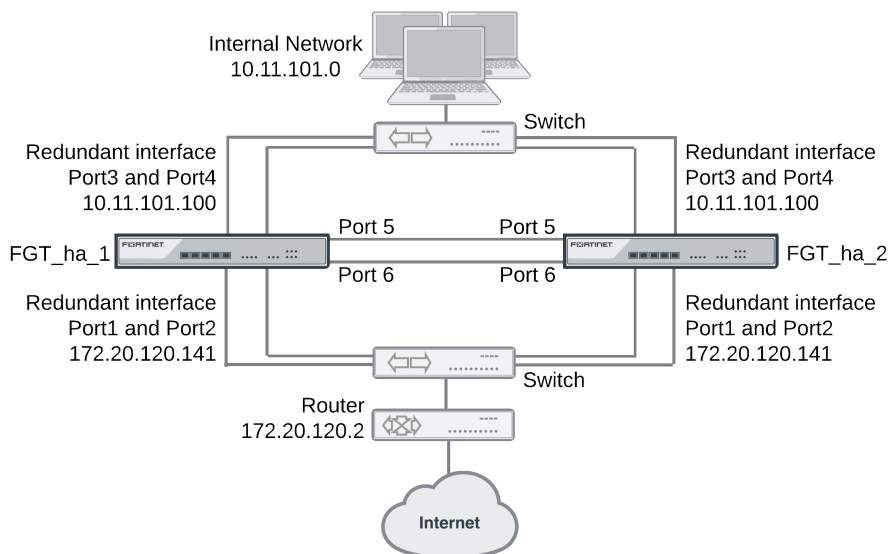 Internal Network
10.11.101.0
Switch
Redundant interface
Port3 and Port4
10.11.101.100
Redundant interface
Port3 and Port4
10.11.101.100
Port 5
Port 5
FGT_ha_1
FORTINET
FORTINET
FGT_ha_2
Port 6
Port 6
Redundant interface
Port1 and Port2
172.20.120.141
Redundant interface
Port1 and Port2
172.20.120.141
Switch
Router
172.20.120.2
Internet